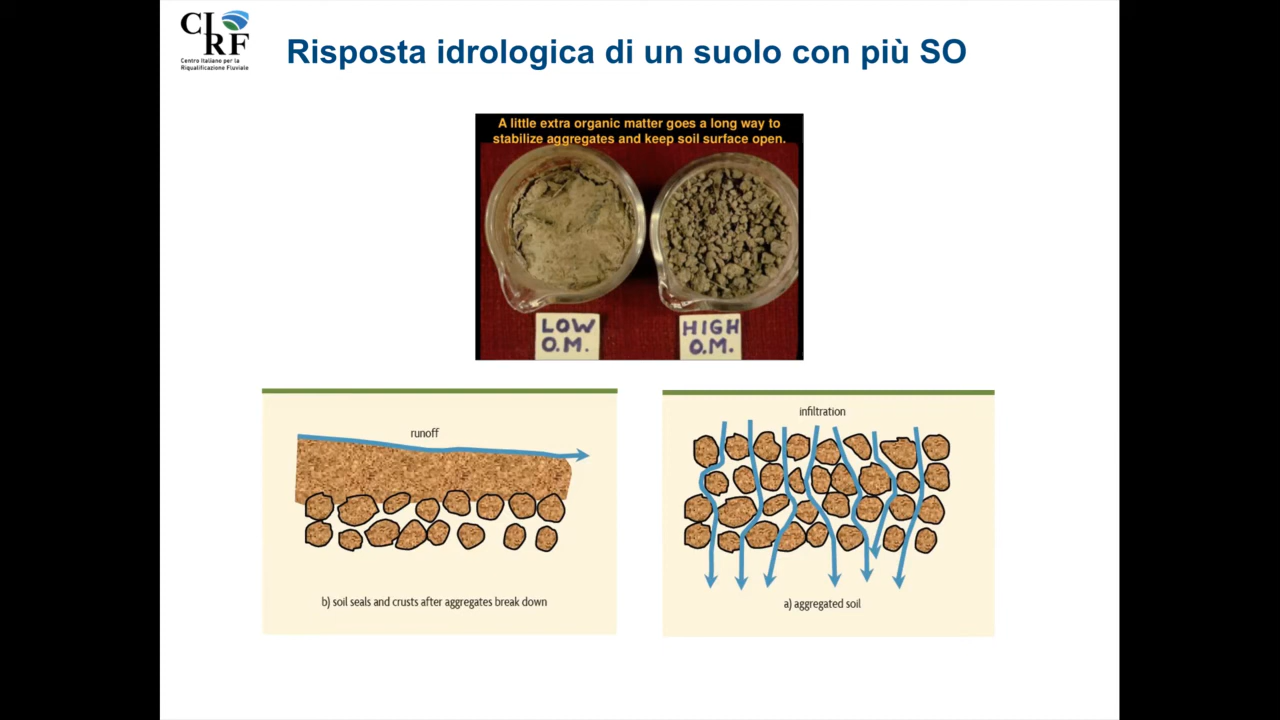 CIRF
Centro Italiano per la
Riqualificazione Fluviale
Risposta idrologica di un suolo con più SO
A little extra organic matter goes a long way to
stabilize aggregates and keep soil surface open.
LOW
O.M.
HIGH
O.M.
runoff
b) soil seals and crusts after aggregates break down
infiltration
a) aggregated soil